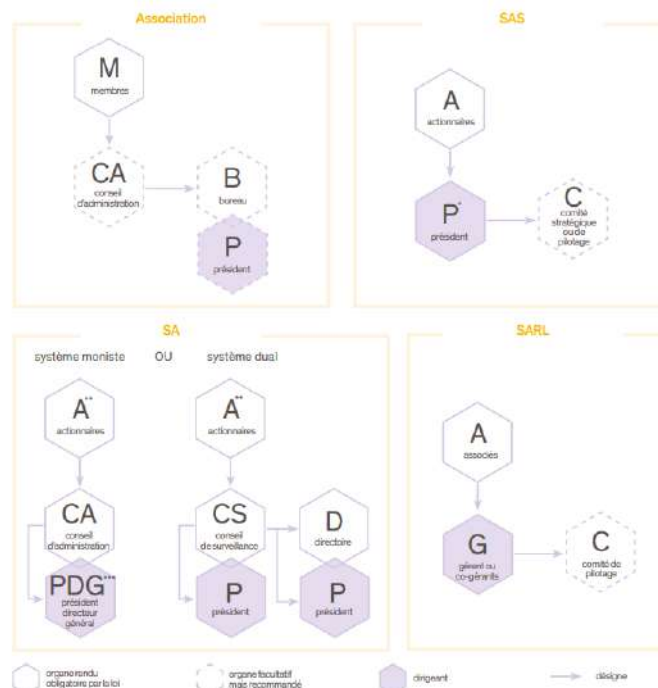 Association
M
membres
CA
conseil
d'administration
B
bureau
P
président
SAS
A
actionnaires
P*
président
C
comité
stratégique
ou de
pilotage
SA
système moniste OU système dual
A**
actionnaires
CA
conseil
d'administration
PDG***
président
directeur
général
A**
actionnaires
CS
conseil
de surveillance
P
président
D
directoire
P
président
SARL
A
associés
G
gérant ou
co-gérants
C
comité de
pilotage
organe rendu
obligatoire par la loi
organe facultatif
mais recommandé
dirigeant
désigne